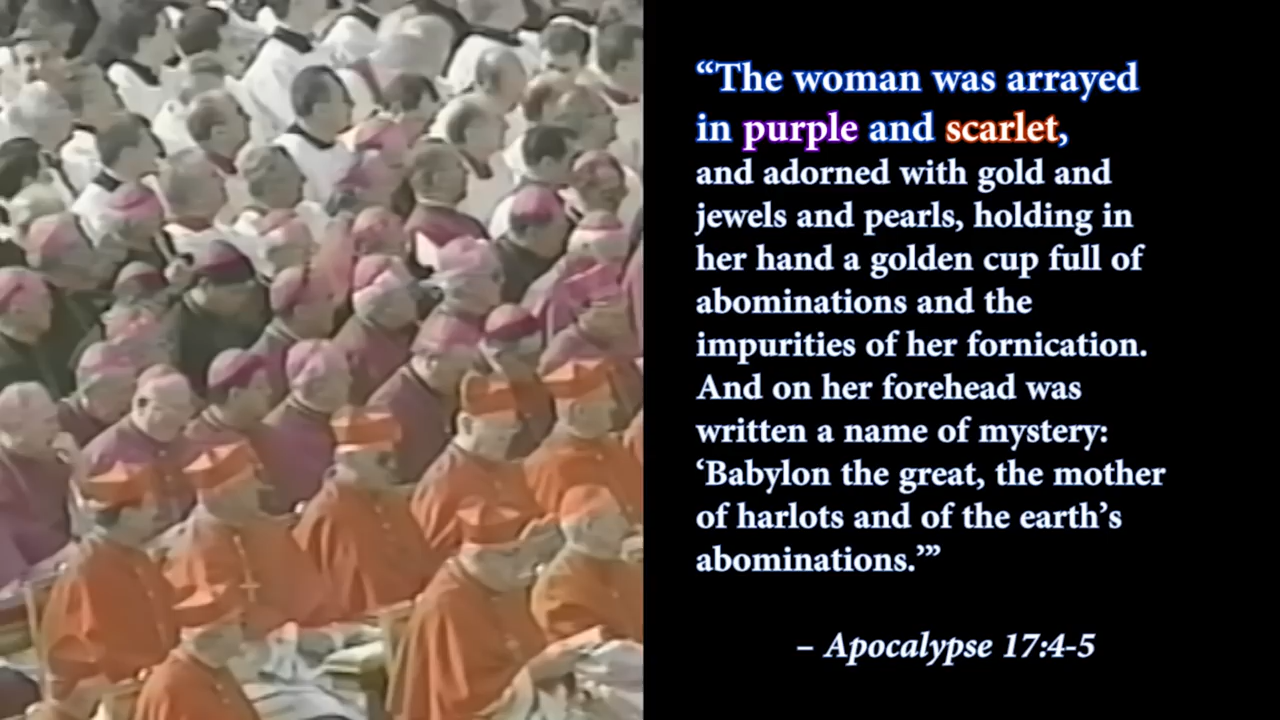 “The woman was arrayed
in purple and scarlet,
and adorned with gold and
jewels and pearls, holding in
her hand a golden cup full of
abominations and the
impurities of her fornication.
And on her forehead was
written a name of mystery:
‘Babylon the great, the mother
of harlots and of the earth’s
abominations.’”
– Apocalypse 17:4-5